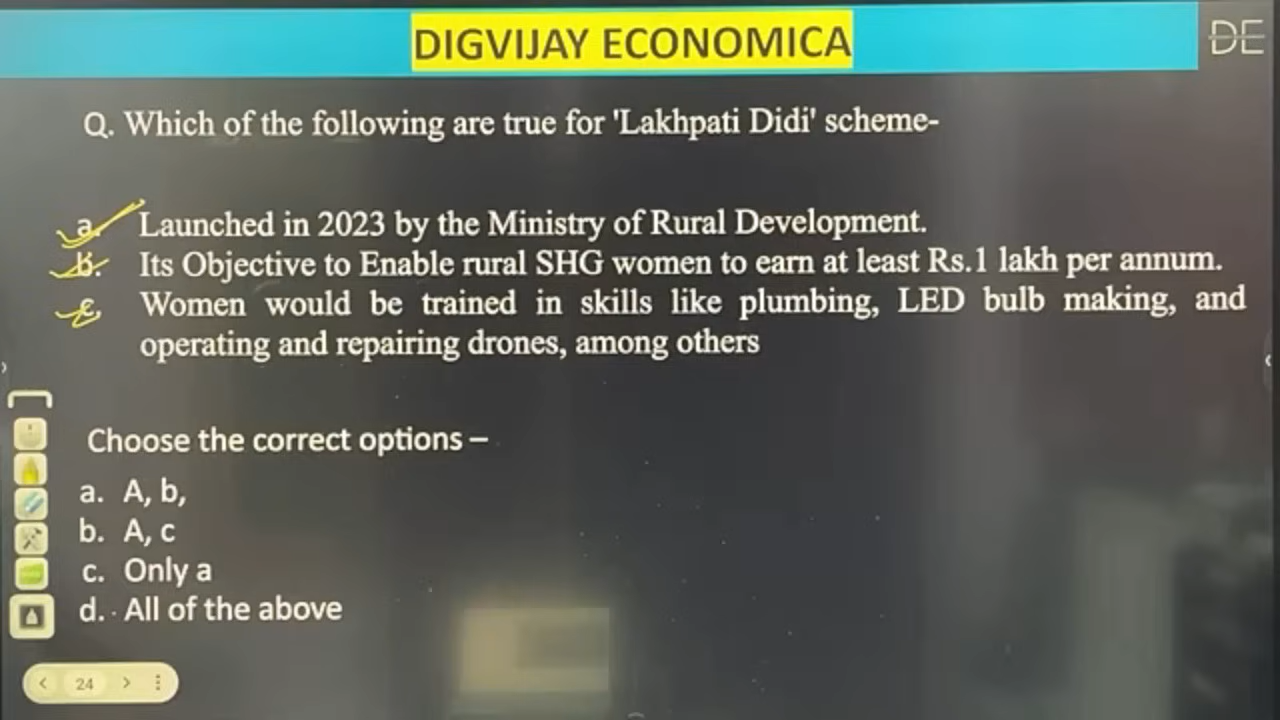 DIGVIJAY ECONOMICA
DE
Q. Which of the following are true for 'Lakhpati Didi' scheme-
a. Launched in 2023 by the Ministry of Rural Development.
b. Its Objective to Enable rural SHG women to earn at least Rs.1 lakh per annum.
c. Women would be trained in skills like plumbing, LED bulb making, and
operating and repairing drones, among others
Choose the correct options –
a. A, b,
b. A, c
c. Only a
d. All of the above
24